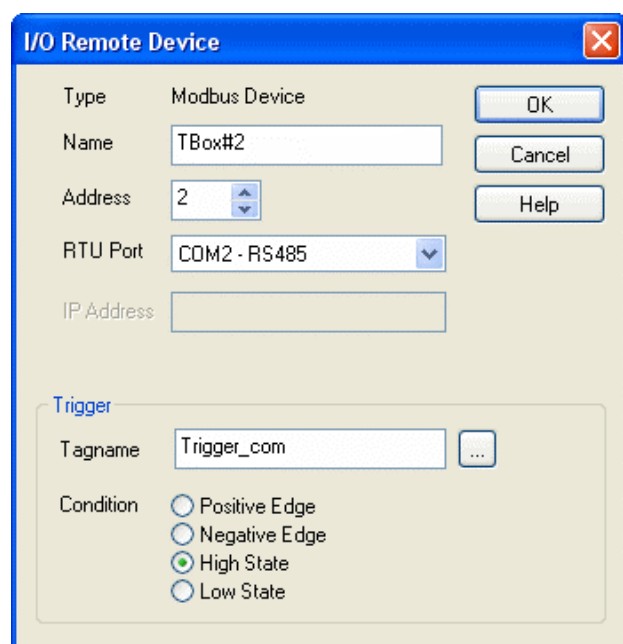 I/O Remote Device
Type Modbus Device
OK
Name TBox#2
Cancel
Address 2
Help
RTU Port COM2 - RS485
IP Address
Trigger
Tagname Trigger_com ...
Condition Positive Edge
Negative Edge
High State
Low State